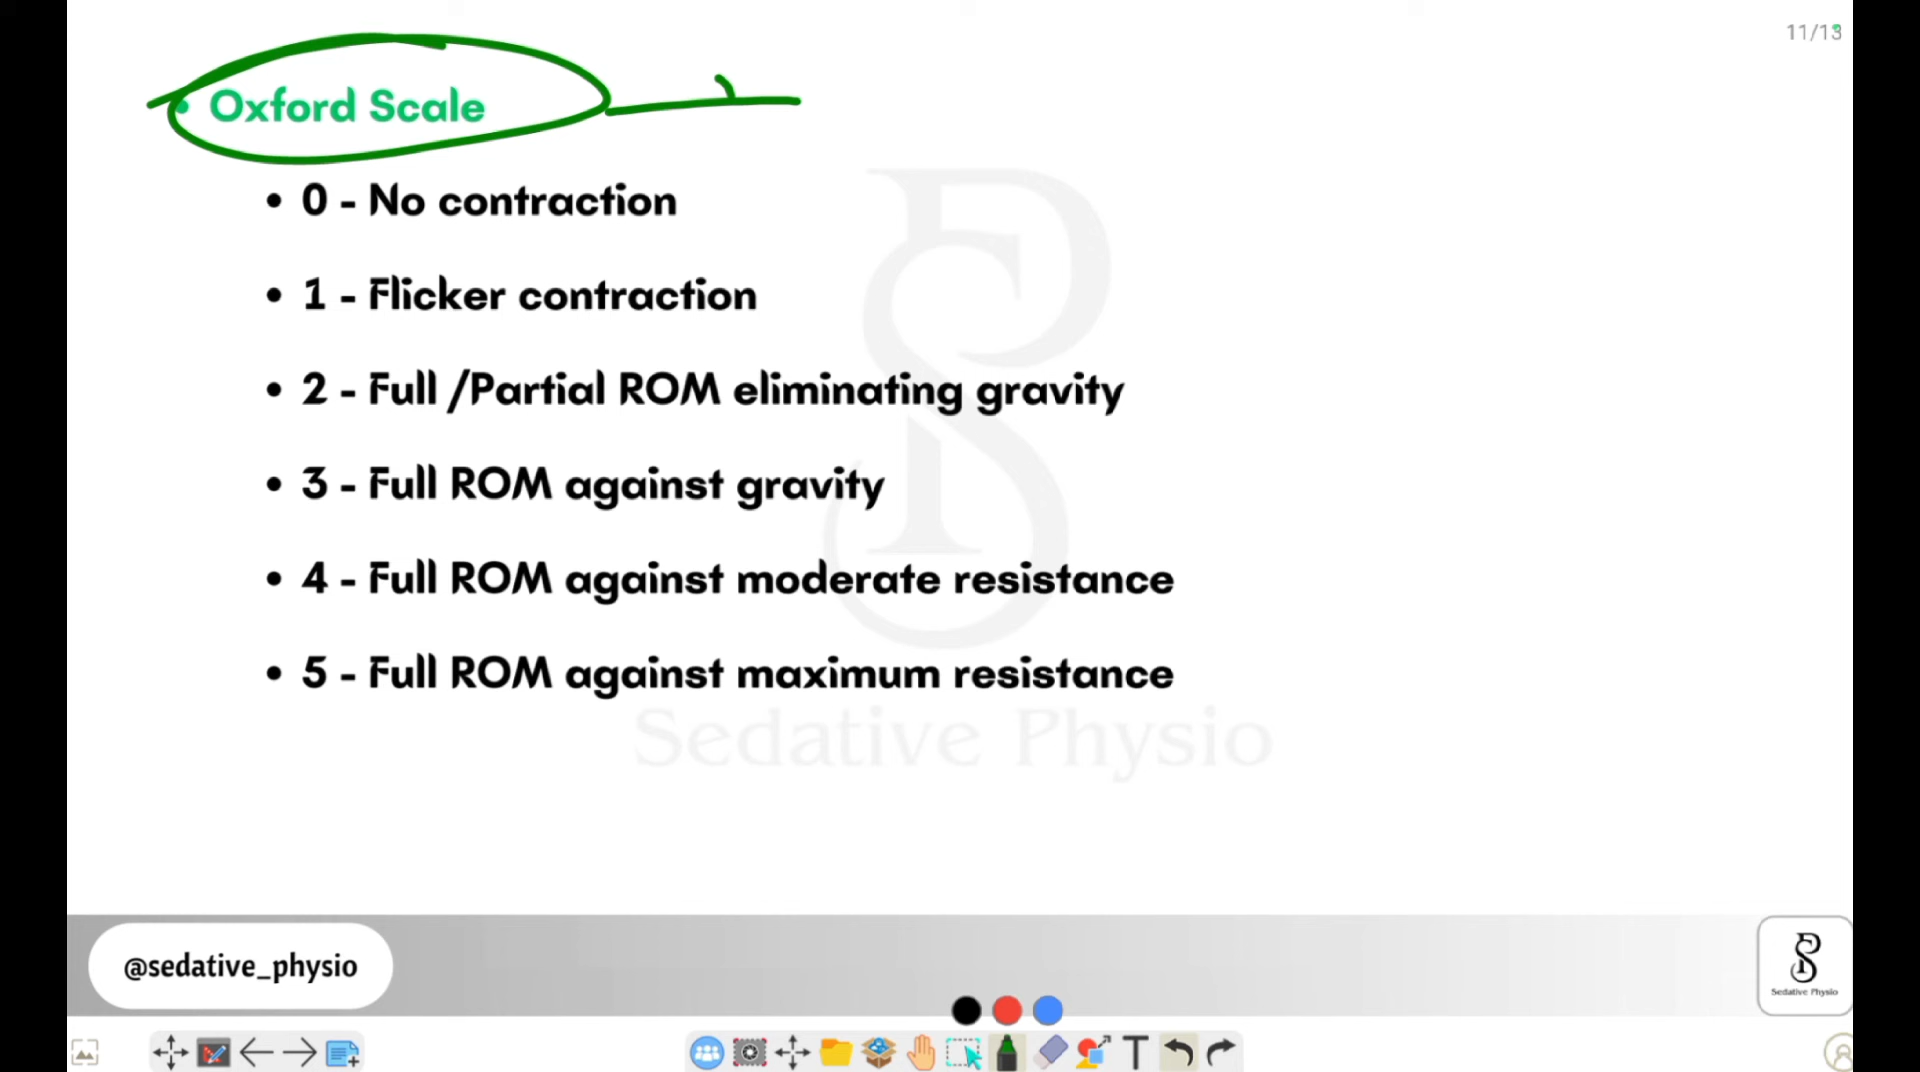 11/13
• Oxford Scale
• 0 - No contraction
• 1 - Flicker contraction
• 2 - Full /Partial ROM eliminating gravity
• 3 - Full ROM against gravity
• 4 - Full ROM against moderate resistance
• 5 - Full ROM against maximum resistance
Sedative Physio
@sedative_physio
Sedative Physio